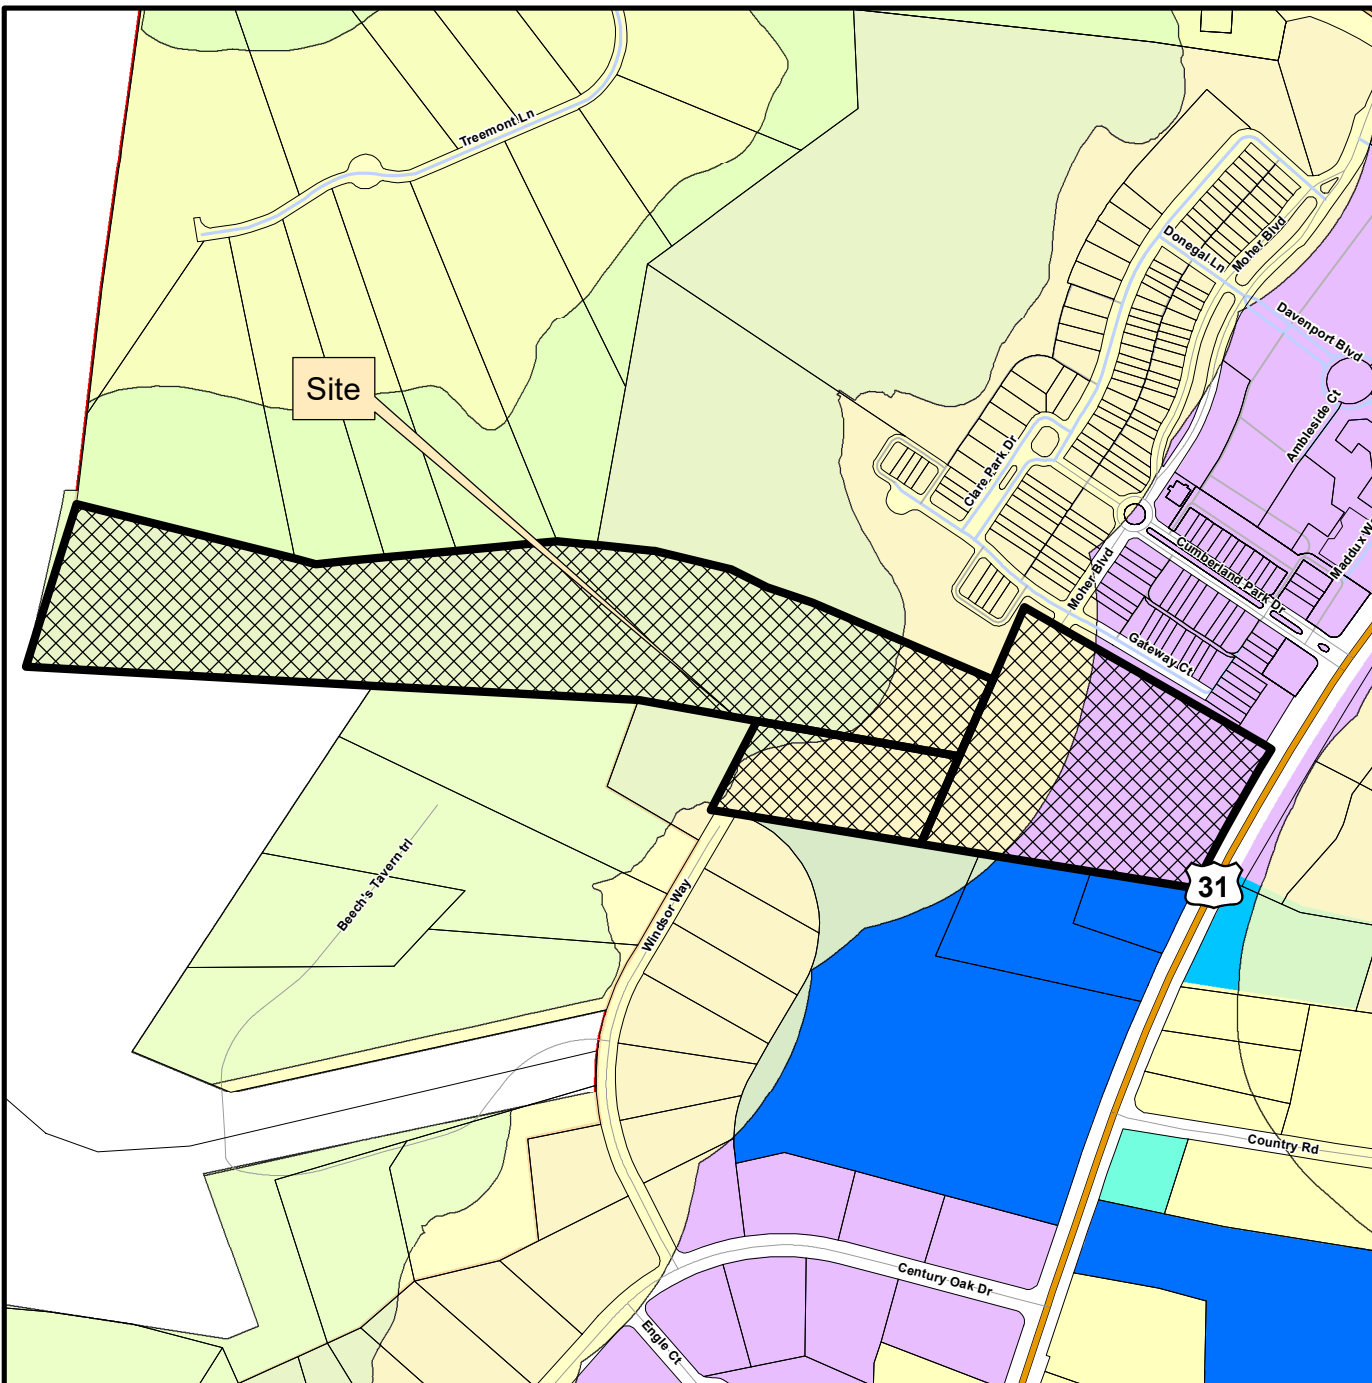 Treemont Ln
Donegal Ln
Moher Blvd
Davenport Blvd
Site
Ambleside Ct
Clare Park Dr
Maddux W
Cumberland Park Dr
Moher Blvd
Gateway Ct
Beech's Tavern trl
31
Windsor Way
Country Rd
Century Oak Dr
Engle Ct